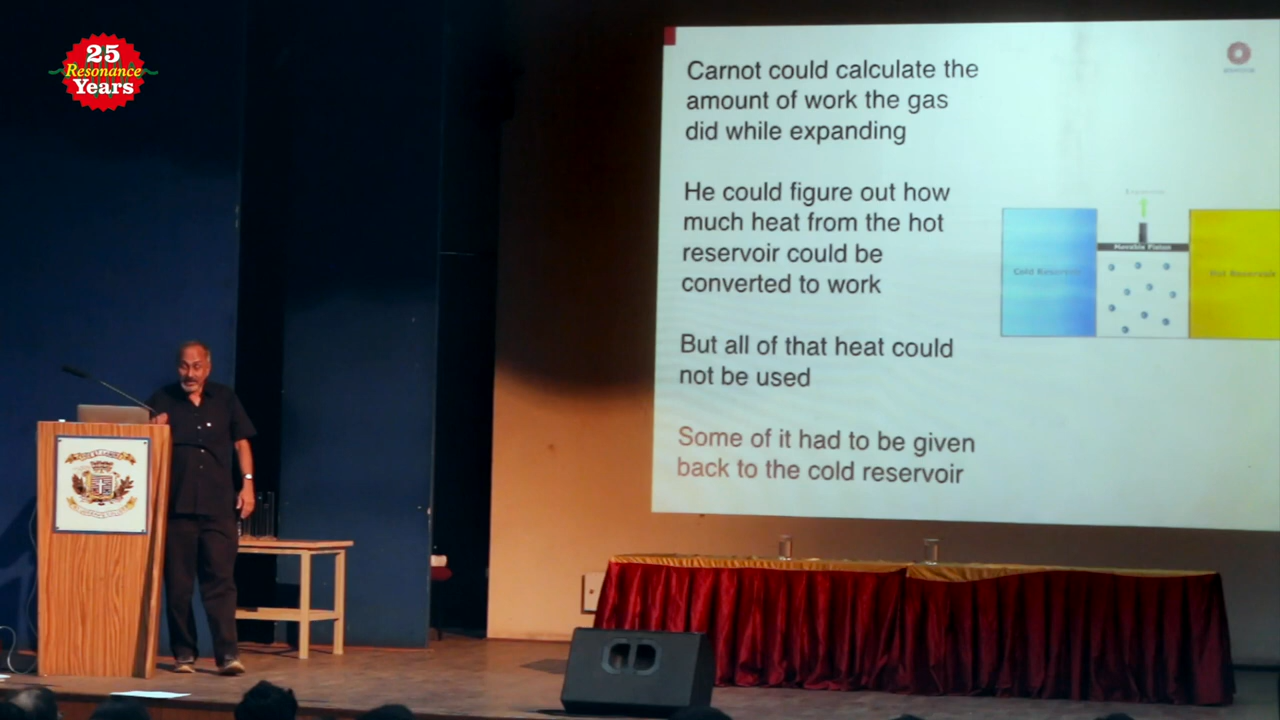 25
Resonance
Years
Carnot could calculate the
amount of work the gas
did while expanding
He could figure out how
much heat from the hot
reservoir could be
converted to work
But all of that heat could
not be used
Some of it had to be given
back to the cold reservoir
Movable Piston
Cold Reservoir
Hot Reservoir